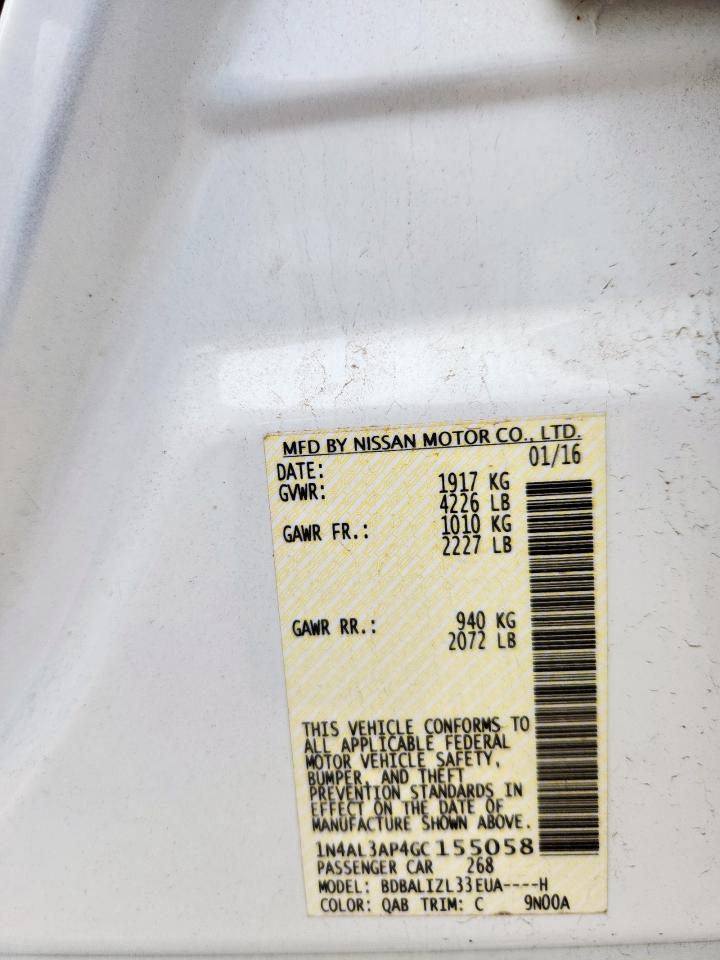 MFD BY NISSAN MOTOR CO., LTD.
DATE: 01/16
GVWR: 1917 KG
4226 LB
GAWR FR.: 1010 KG
2227 LB
GAWR RR.: 940 KG
2072 LB
THIS VEHICLE CONFORMS TO
ALL APPLICABLE FEDERAL
MOTOR VEHICLE SAFETY,
BUMPER, AND THEFT
PREVENTION STANDARDS IN
EFFECT ON THE DATE OF
MANUFACTURE SHOWN ABOVE.
1N4AL3AP4GC155058
PASSENGER CAR 268
MODEL: BDBALIZL33EUA----H
COLOR: QAB TRIM: C 9N00A